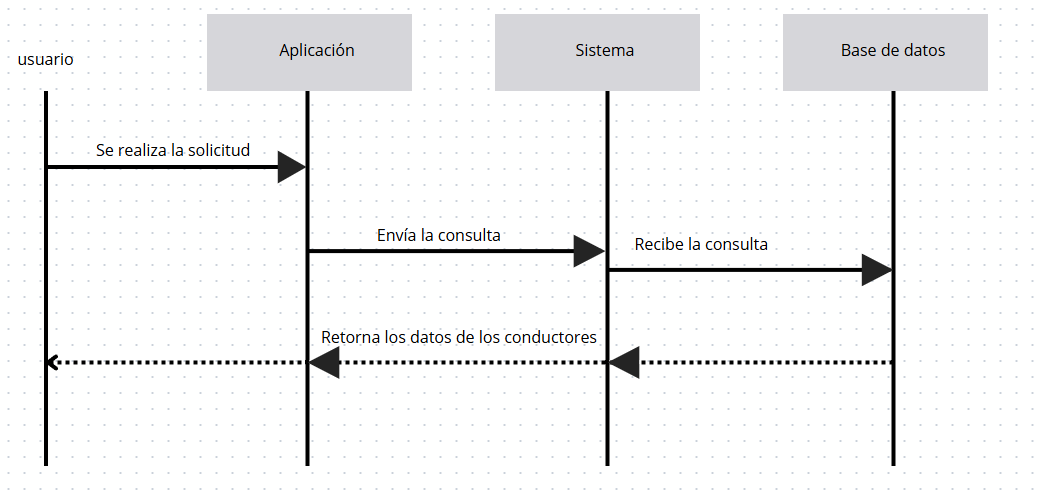 usuario
Aplicación
Sistema
Base de datos
Se realiza la solicitud
Envía la consulta
Recibe la consulta
Retorna los datos de los conductores